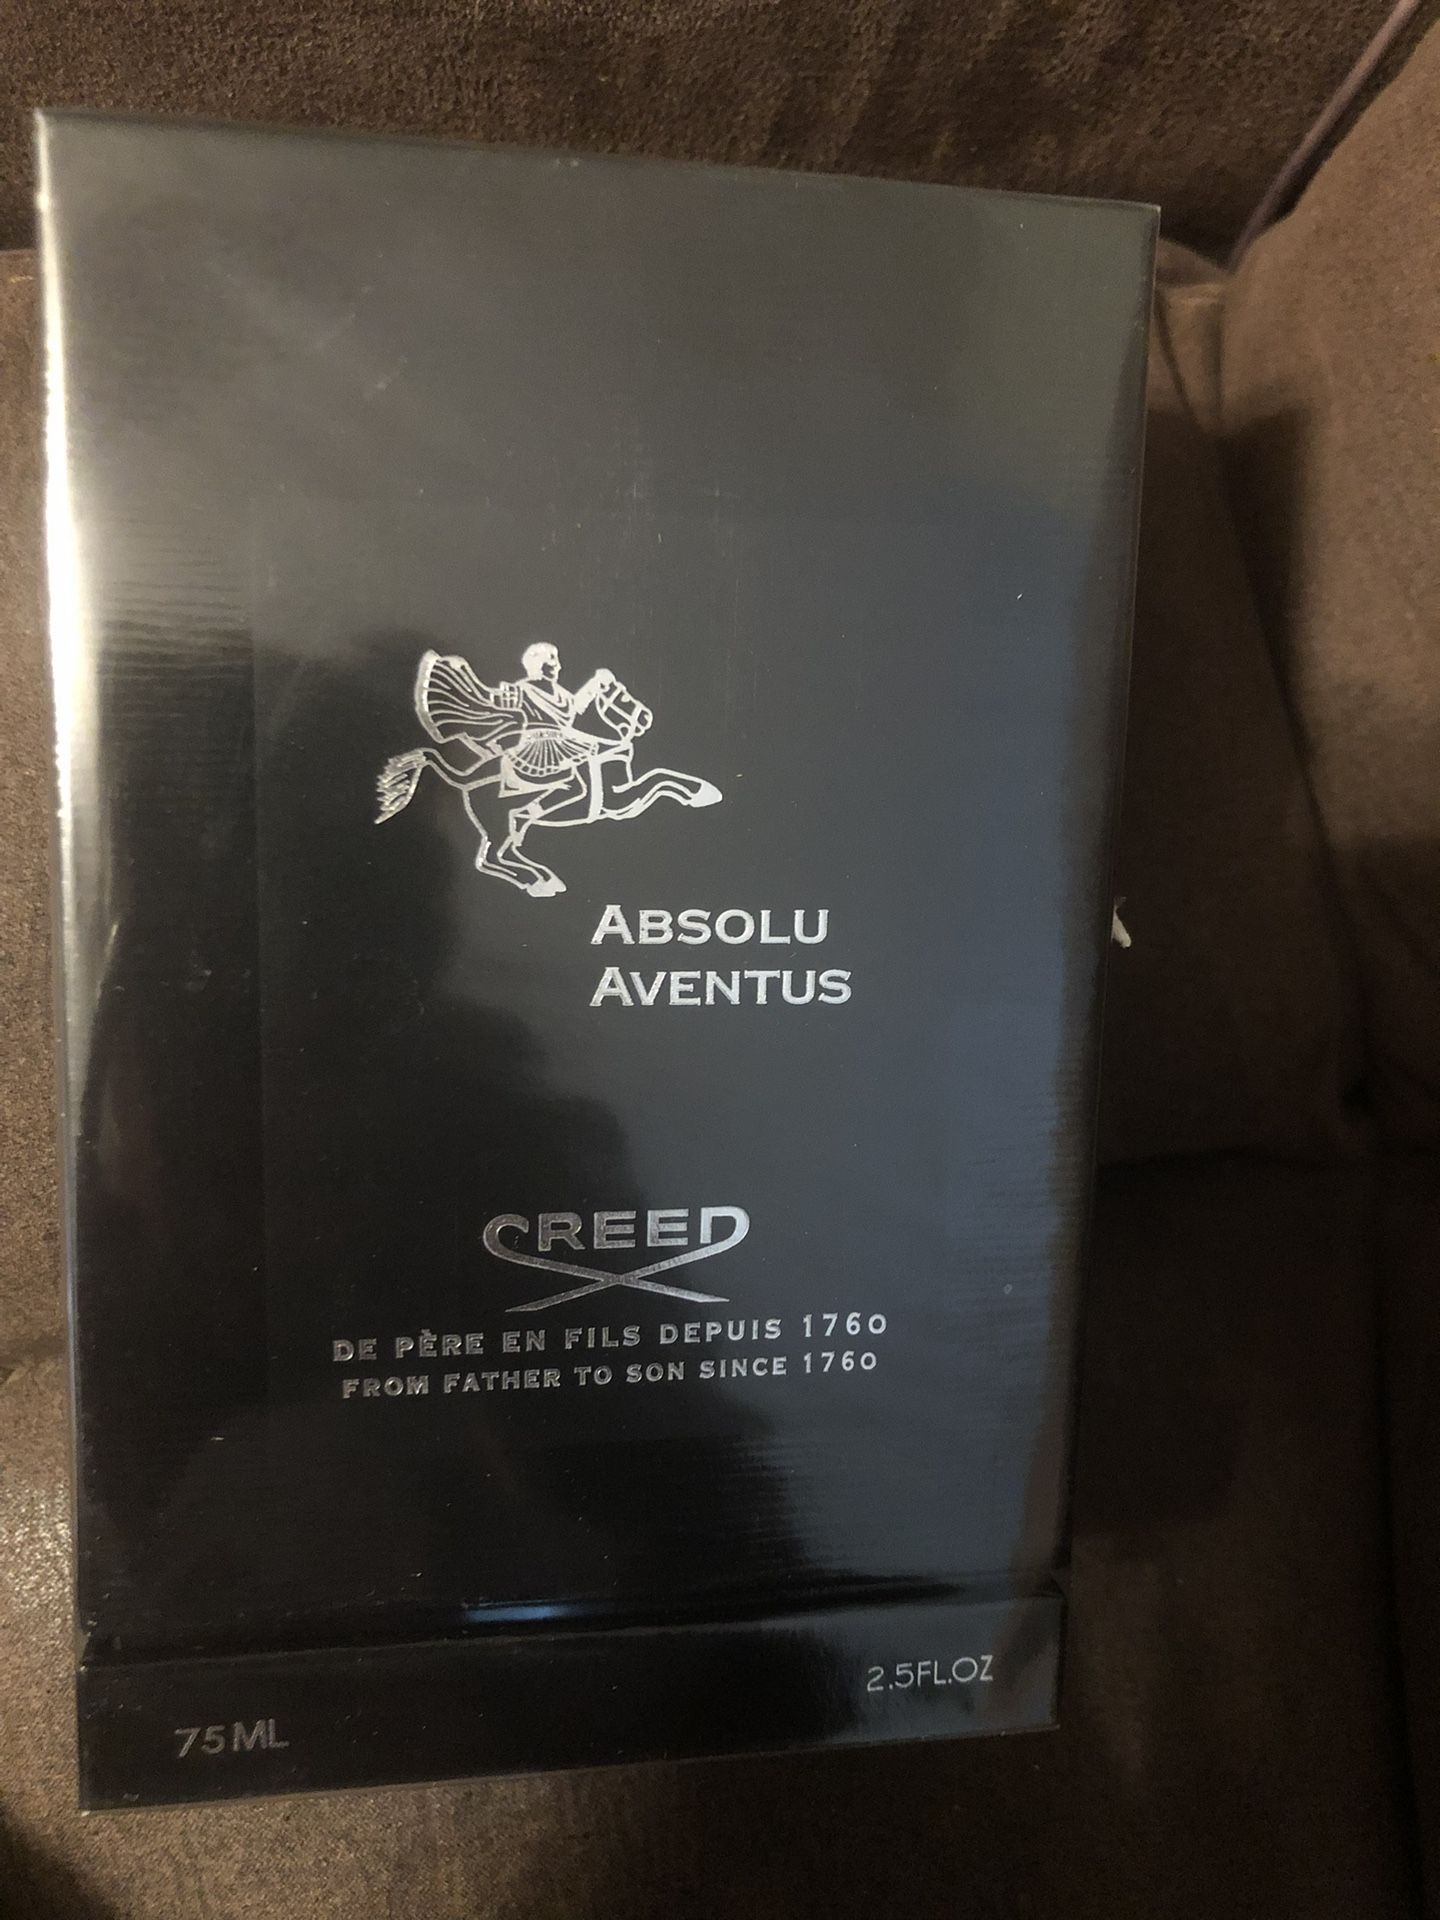 ABSOLU
AVENTUS
CREED
DE PÈRE EN FILS DEPUIS 1760
FROM FATHER TO SON SINCE 1760
75ML
2.5FL.OZ